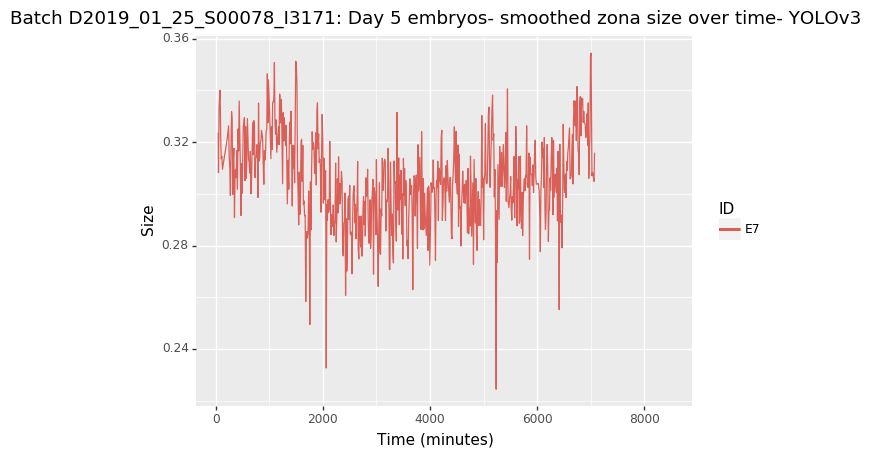 Batch D2019_01_25_S00078_I3171: Day 5 embryos- smoothed zona size over time- YOLOv3
0.36
0.32
0.28
0.24
Size
0
2000
4000
6000
8000
Time (minutes)
ID
E7